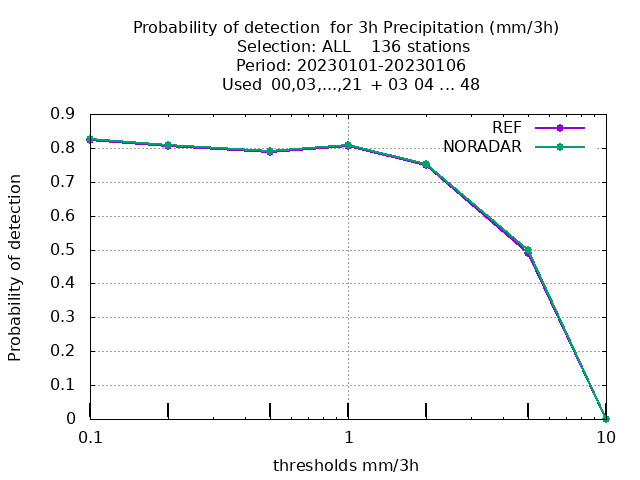 Probability of detection  for 3h Precipitation (mm/3h)
Selection: ALL    136 stations
Period: 20230101-20230106
Used  00,03,...,21  + 03 04 ... 48
REF
NORADAR
0.9
0.8
0.7
0.6
0.5
0.4
0.3
0.2
0.1
0
Probability of detection
0.1 1 10
thresholds mm/3h